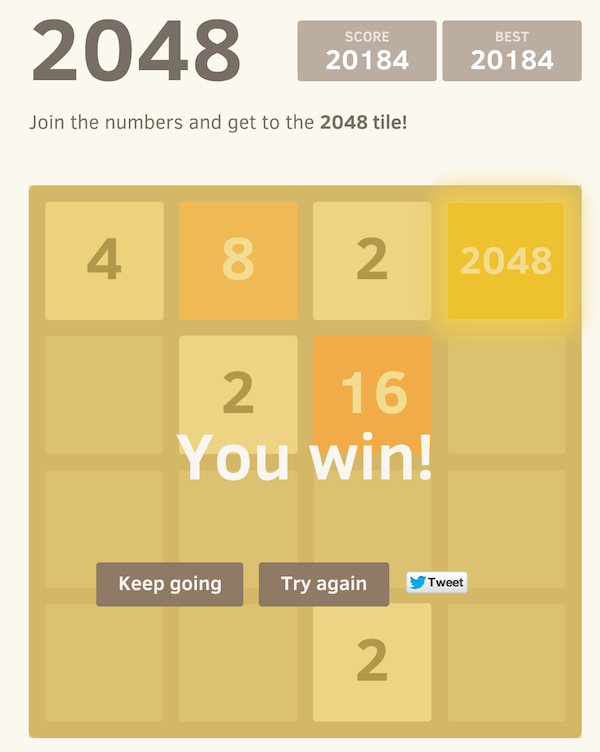 2048
SCORE
20184
BEST
20184
Join the numbers and get to the 2048 tile!
4 8 2 2048
2 16
You win!
Keep going Try again Tweet
2